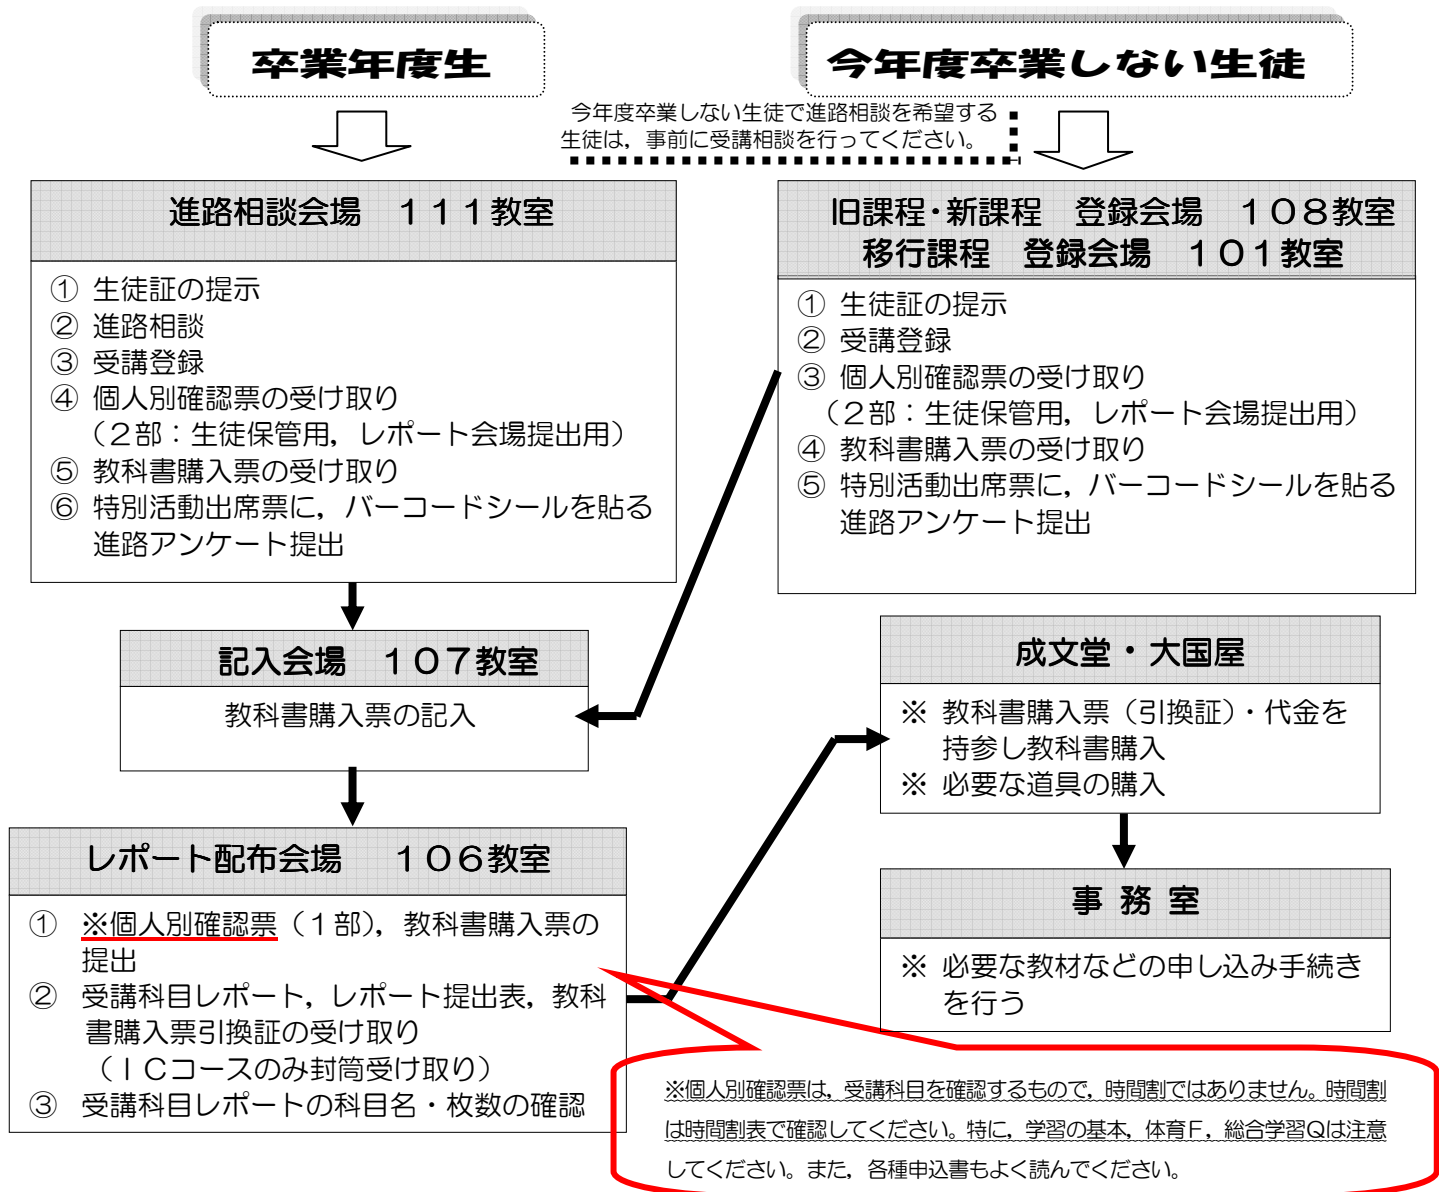 卒業年度生
今年度卒業しない生徒
今年度卒業しない生徒で進路相談を希望する
生徒は，事前に受講相談を行ってください。
進路相談会場　１１１教室
① 生徒証の提示
② 進路相談
③ 受講登録
④ 個人別確認票の受け取り
（２部：生徒保管用，レポート会場提出用）
⑤ 教科書購入票の受け取り
⑥ 特別活動出席票に，バーコードシールを貼る
進路アンケート提出
旧課程・新課程　登録会場　１０８教室
移行課程　登録会場　１０１教室
① 生徒証の提示
② 受講登録
③ 個人別確認票の受け取り
（２部：生徒保管用，レポート会場提出用）
④ 教科書購入票の受け取り
⑤ 特別活動出席票に，バーコードシールを貼る
進路アンケート提出
記入会場　１０７教室
教科書購入票の記入
レポート配布会場　１０６教室
① ※個人別確認票（１部），教科書購入票の
提出
② 受講科目レポート，レポート提出表，教科
書購入票引換証の受け取り
（ＩＣコースのみ封筒受け取り）
③ 受講科目レポートの科目名・枚数の確認
成文堂・大国屋
※ 教科書購入票（引換証）・代金を
持参し教科書購入
※ 必要な道具の購入
事 務 室
※ 必要な教材などの申し込み手続き
を行う
※個人別確認票は，受講科目を確認するもので，時間割ではありません。時間割
は時間割表で確認してください。特に，学習の基本，体育Ｆ，総合学習Ｑは注意
してください。また，各種申込書もよく読んでください。